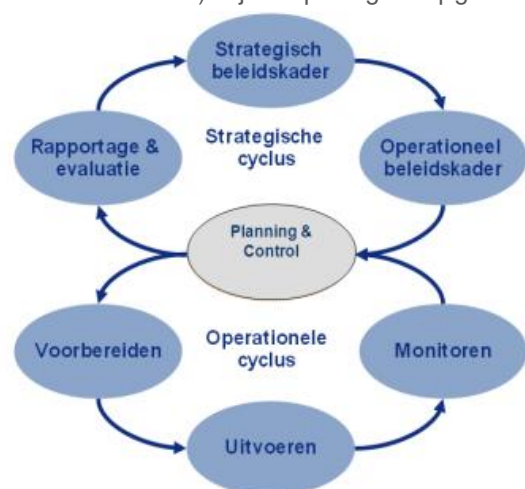 Strategisch
beleidskader
Rapportage &
evaluatie
Strategische
cyclus
Operationeel
beleidskader
Planning &
Control
Voorbereiden
Operationele
cyclus
Monitoren
Uitvoeren